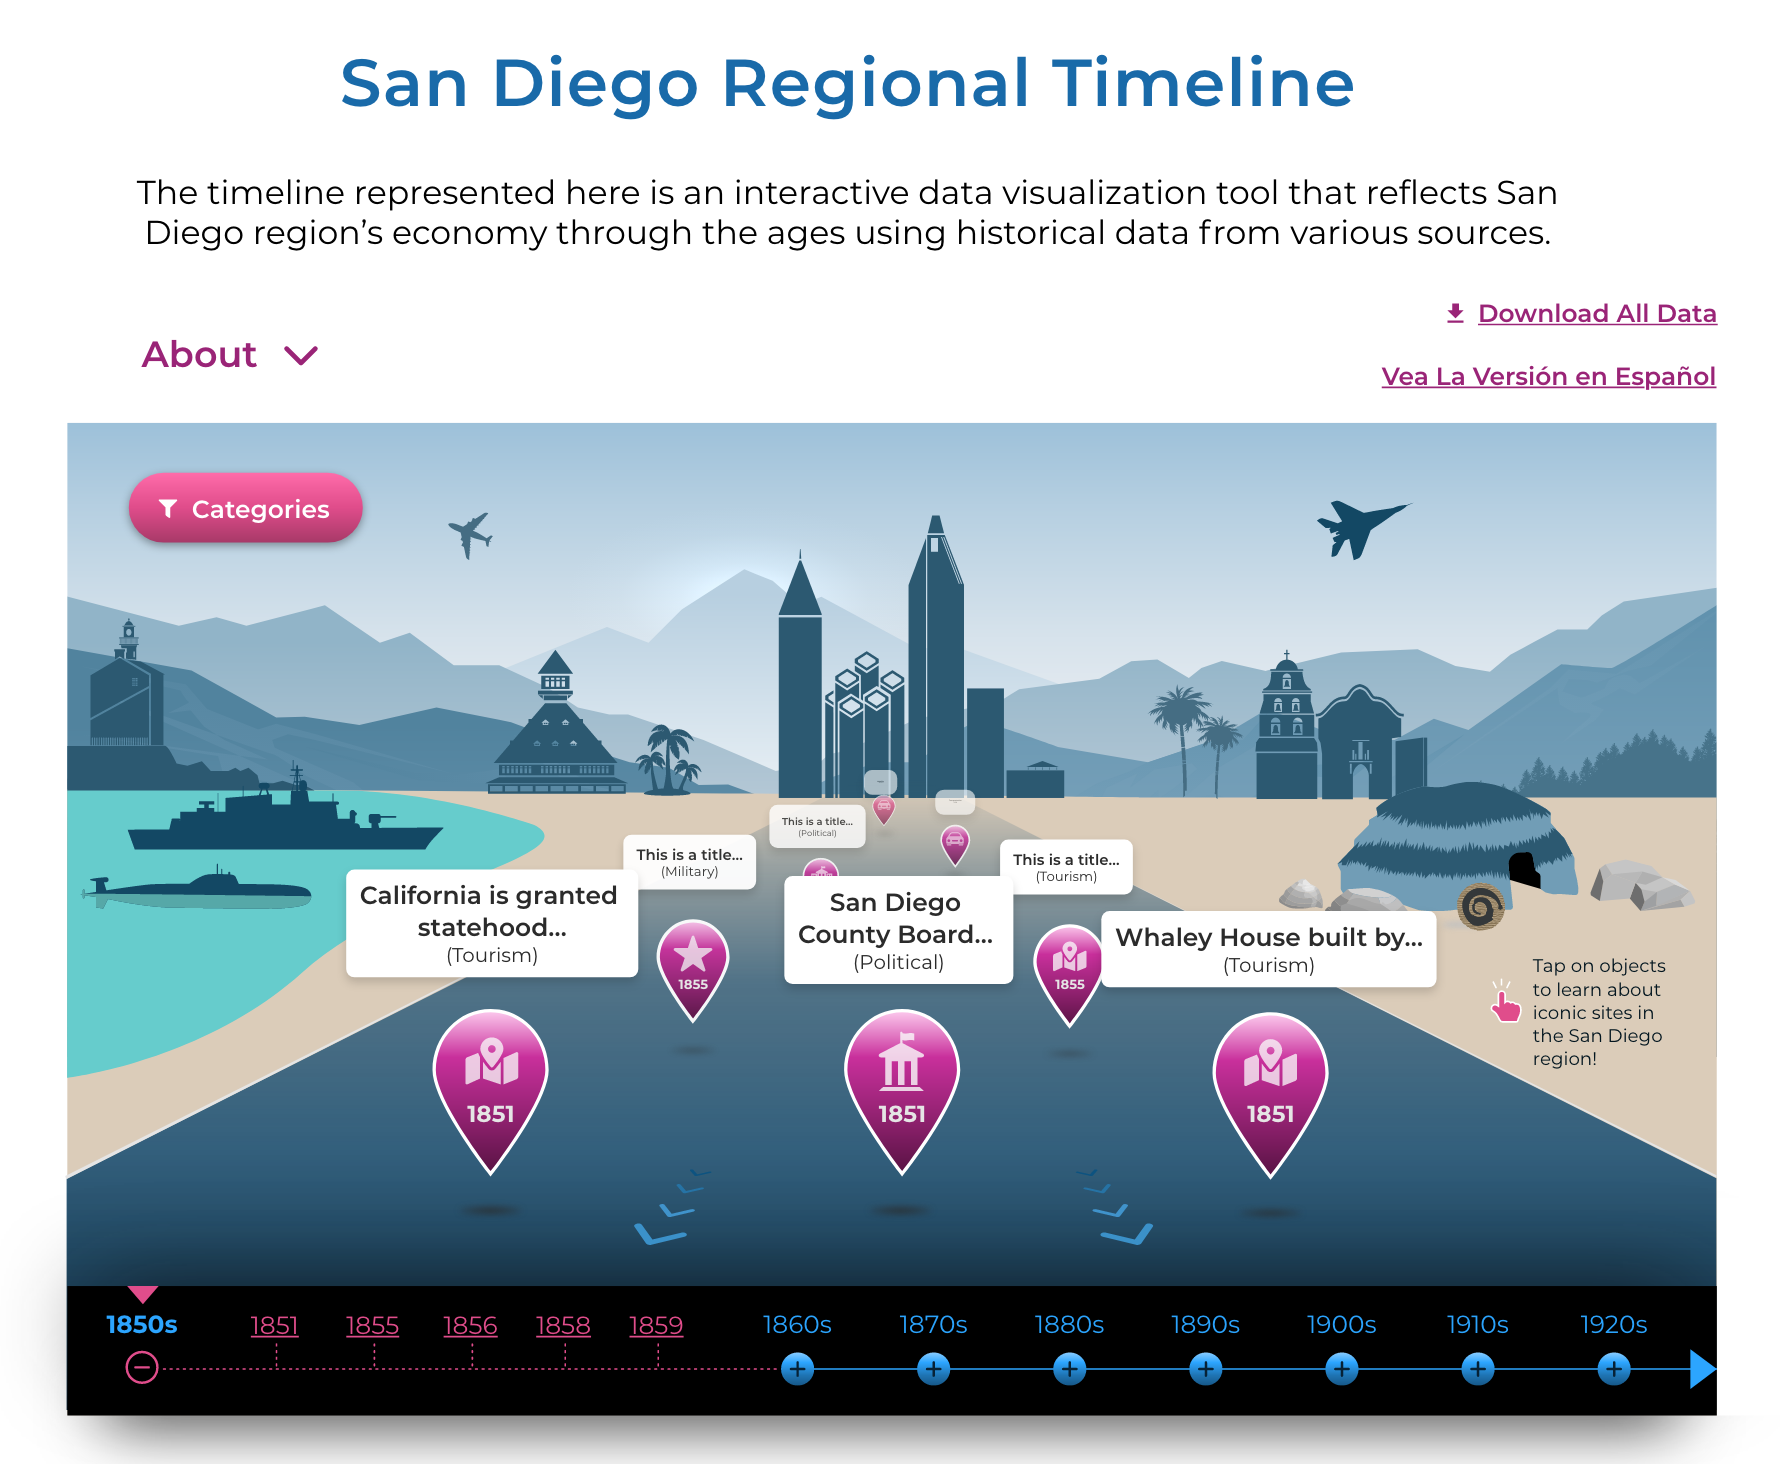 San Diego Regional Timeline
The timeline represented here is an interactive data visualization tool that reflects San
Diego region's economy through the ages using historical data from various sources.
Download All Data
About
Vea La Versión en Español
Categories
This is a title...
(Political)
This is a title...
(Military)
This is a title...
(Tourism)
California is granted
statehood...
(Tourism)
San Diego
County Board...
(Political)
Whaley House built by...
(Tourism)
1855
1855
Tap on objects
to learn about
iconic sites in
the San Diego
region!
1851
1851
1851
1850s
1851
1855
1856
1858
1859
1860s
1870s
1880s
1890s
1900s
1910s
1920s